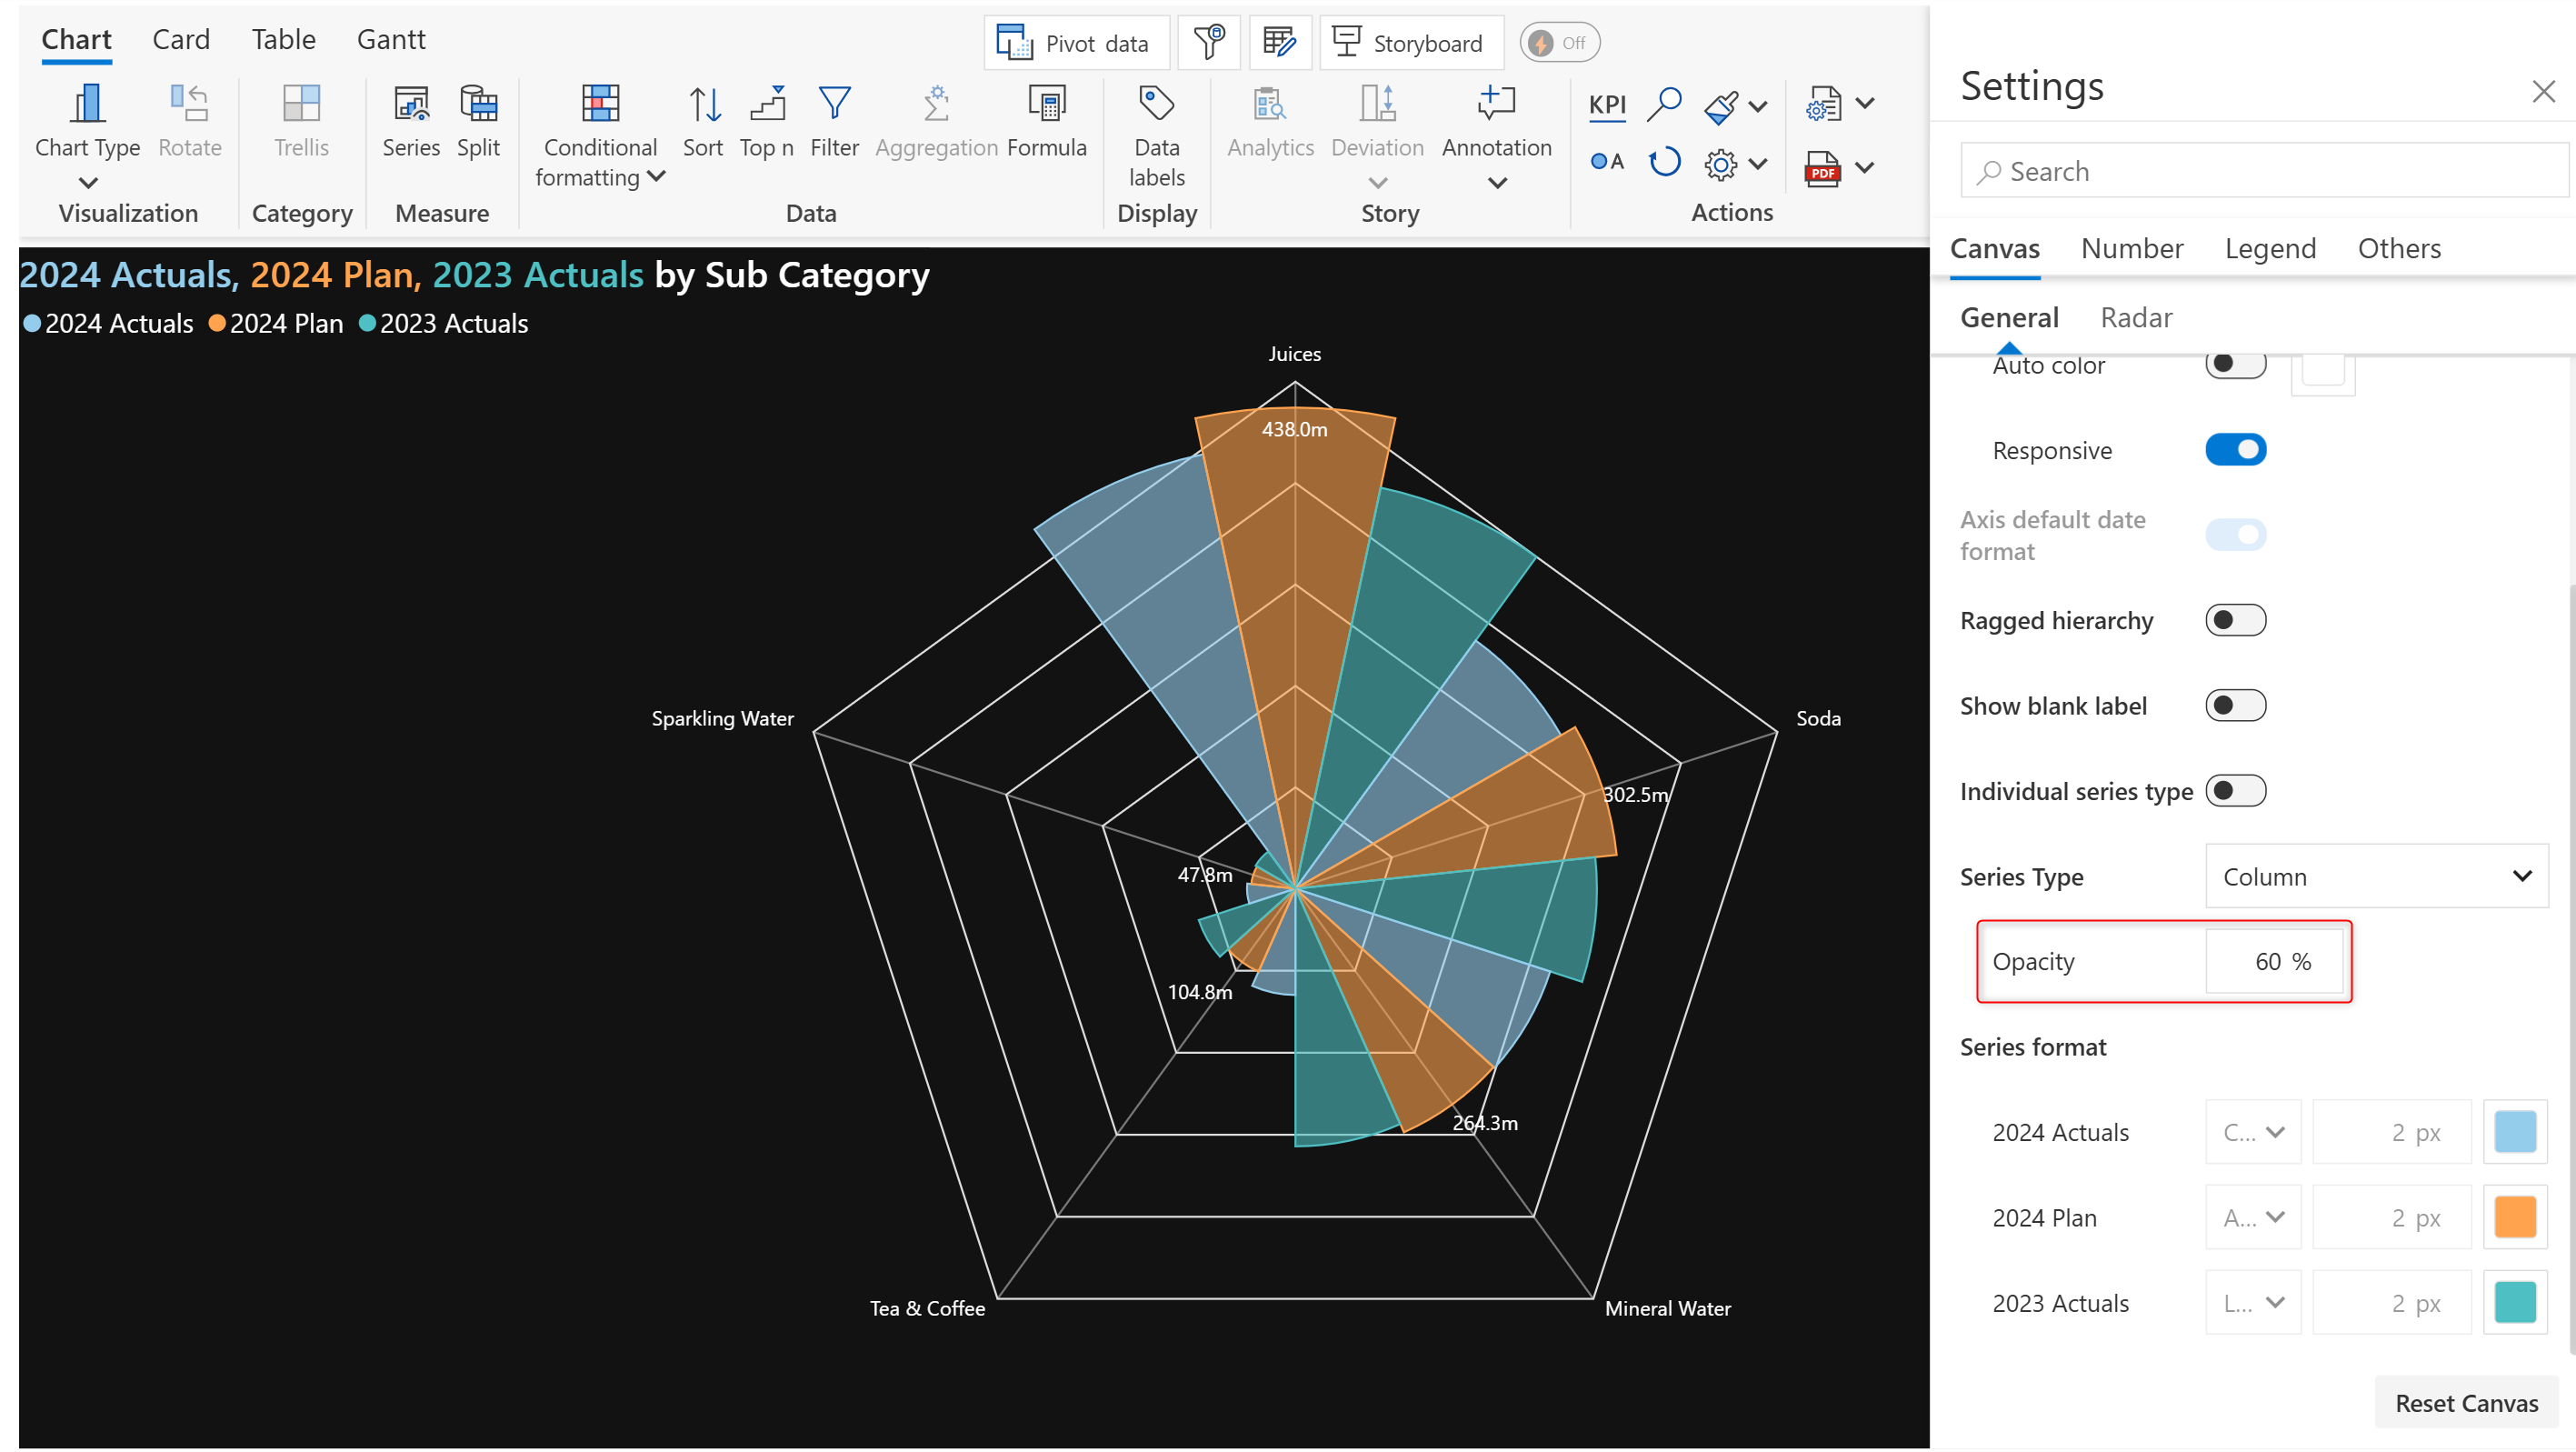 Chart Card Table Gantt
Pivot data
Storyboard
Off
Chart Type
Rotate
Trellis
Series
Split
Conditional
formatting
Sort
Top n
Filter
Aggregation
Formula
Data
labels
Analytics
Deviation
Annotation
KPI
A
PDF
Visualization
Category
Measure
Data
Display
Story
Actions
2024 Actuals, 2024 Plan, 2023 Actuals by Sub Category
2024 Actuals 2024 Plan 2023 Actuals
Juices
438.0m
Sparkling Water
Soda
302.5m
47.8m
104.8m
264.3m
Tea & Coffee
Mineral Water
Settings
Search
Canvas Number Legend Others
General Radar
Auto color
Responsive
Axis default date
format
Ragged hierarchy
Show blank label
Individual series type
Series Type Column
Opacity 60 %
Series format
2024 Actuals C... 2 px
2024 Plan A... 2 px
2023 Actuals L... 2 px
Reset Canvas